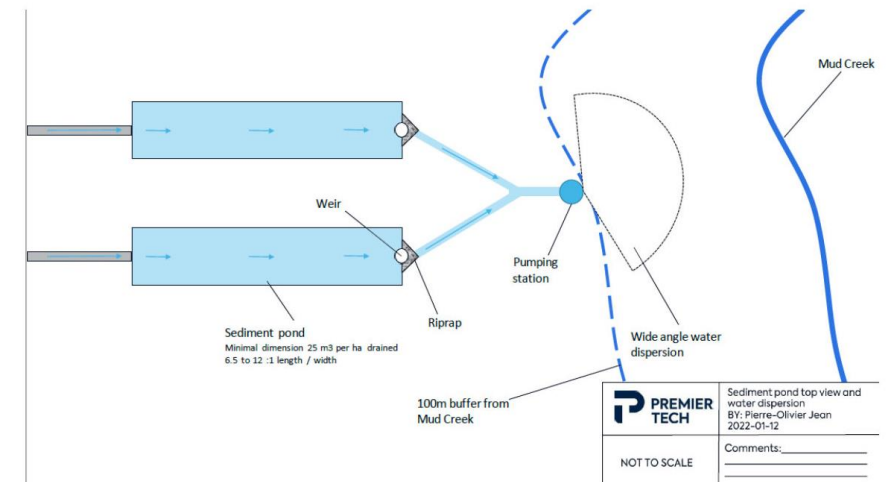 Mud Creek
Weir
Pumping
station
Riprap
Sediment pond
Minimal dimension 25 m3 per ha drained
6.5 to 12 :1 length / width
Wide angle water
dispersion
100m buffer from
Mud Creek
PREMIER
TECH
Sediment pond top view and
water dispersion
BY: Pierre-Olivier Jean
2022-01-12
NOT TO SCALE
Comments: